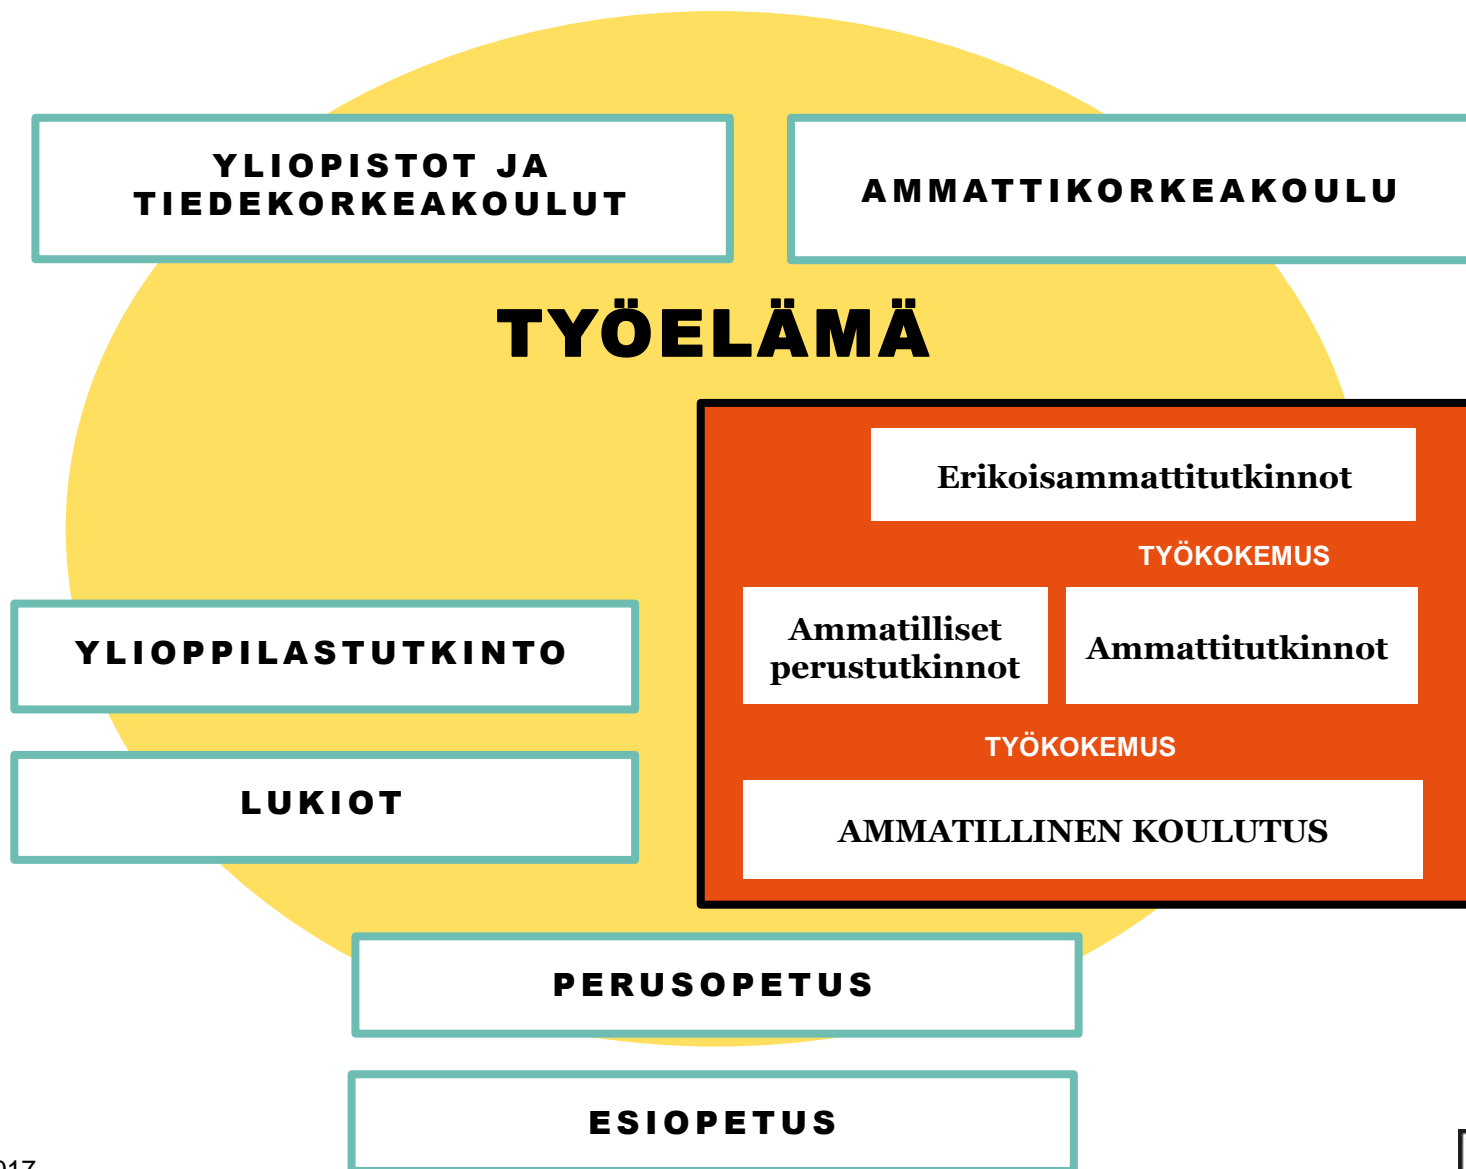 YLIOPISTOT JA
TIEDEKORKEAKOULUT
AMMATTIKORKEAKOULU
TYÖELÄMÄ
Erikoisammattitutkinnot
TYÖKOKEMUS
Ammatilliset
perustutkinnot
Ammattitutkinnot
YLIOPPILASTUTKINTO
TYÖKOKEMUS
LUKIOT
AMMATILLINEN KOULUTUS
PERUSOPETUS
ESIOPETUS